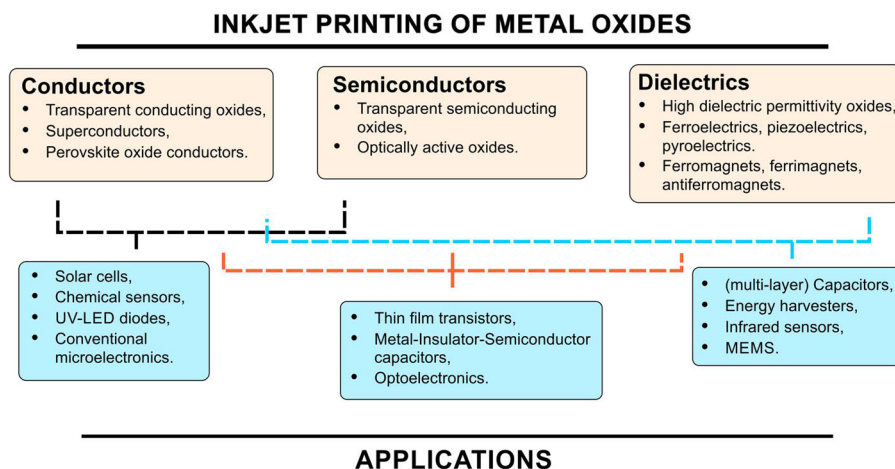 INKJET PRINTING OF METAL OXIDES
Conductors
• Transparent conducting oxides,
• Superconductors,
• Perovskite oxide conductors.
Semiconductors
• Transparent semiconducting
oxides,
• Optically active oxides.
Dielectrics
• High dielectric permittivity oxides,
• Ferroelectrics, piezoelectrics,
pyroelectrics.
• Ferromagnets, ferrimagnets,
antiferromagnets.
• Solar cells,
• Chemical sensors,
• UV-LED diodes,
• Conventional
microelectronics.
• Thin film transistors,
• Metal-Insulator-Semiconductor
capacitors,
• Optoelectronics.
• (multi-layer) Capacitors,
• Energy harvesters,
• Infrared sensors,
• MEMS.
APPLICATIONS